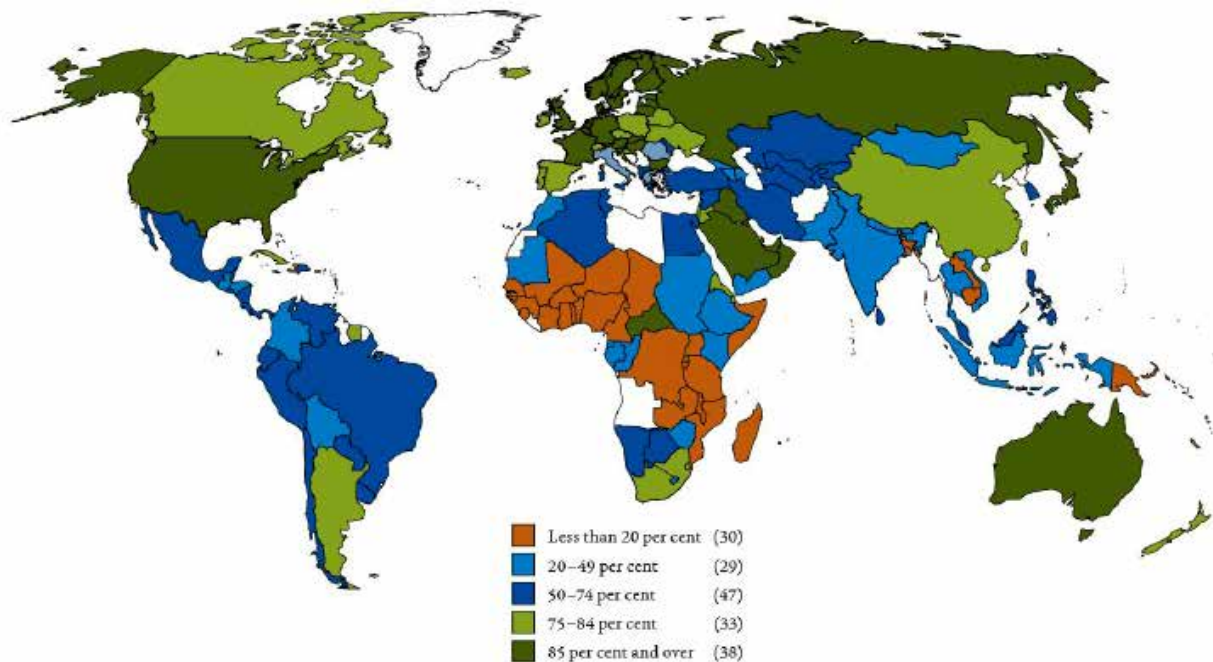 Less than 20 per cent (30)
20–49 per cent (29)
50–74 per cent (47)
75–84 per cent (33)
85 per cent and over (38)